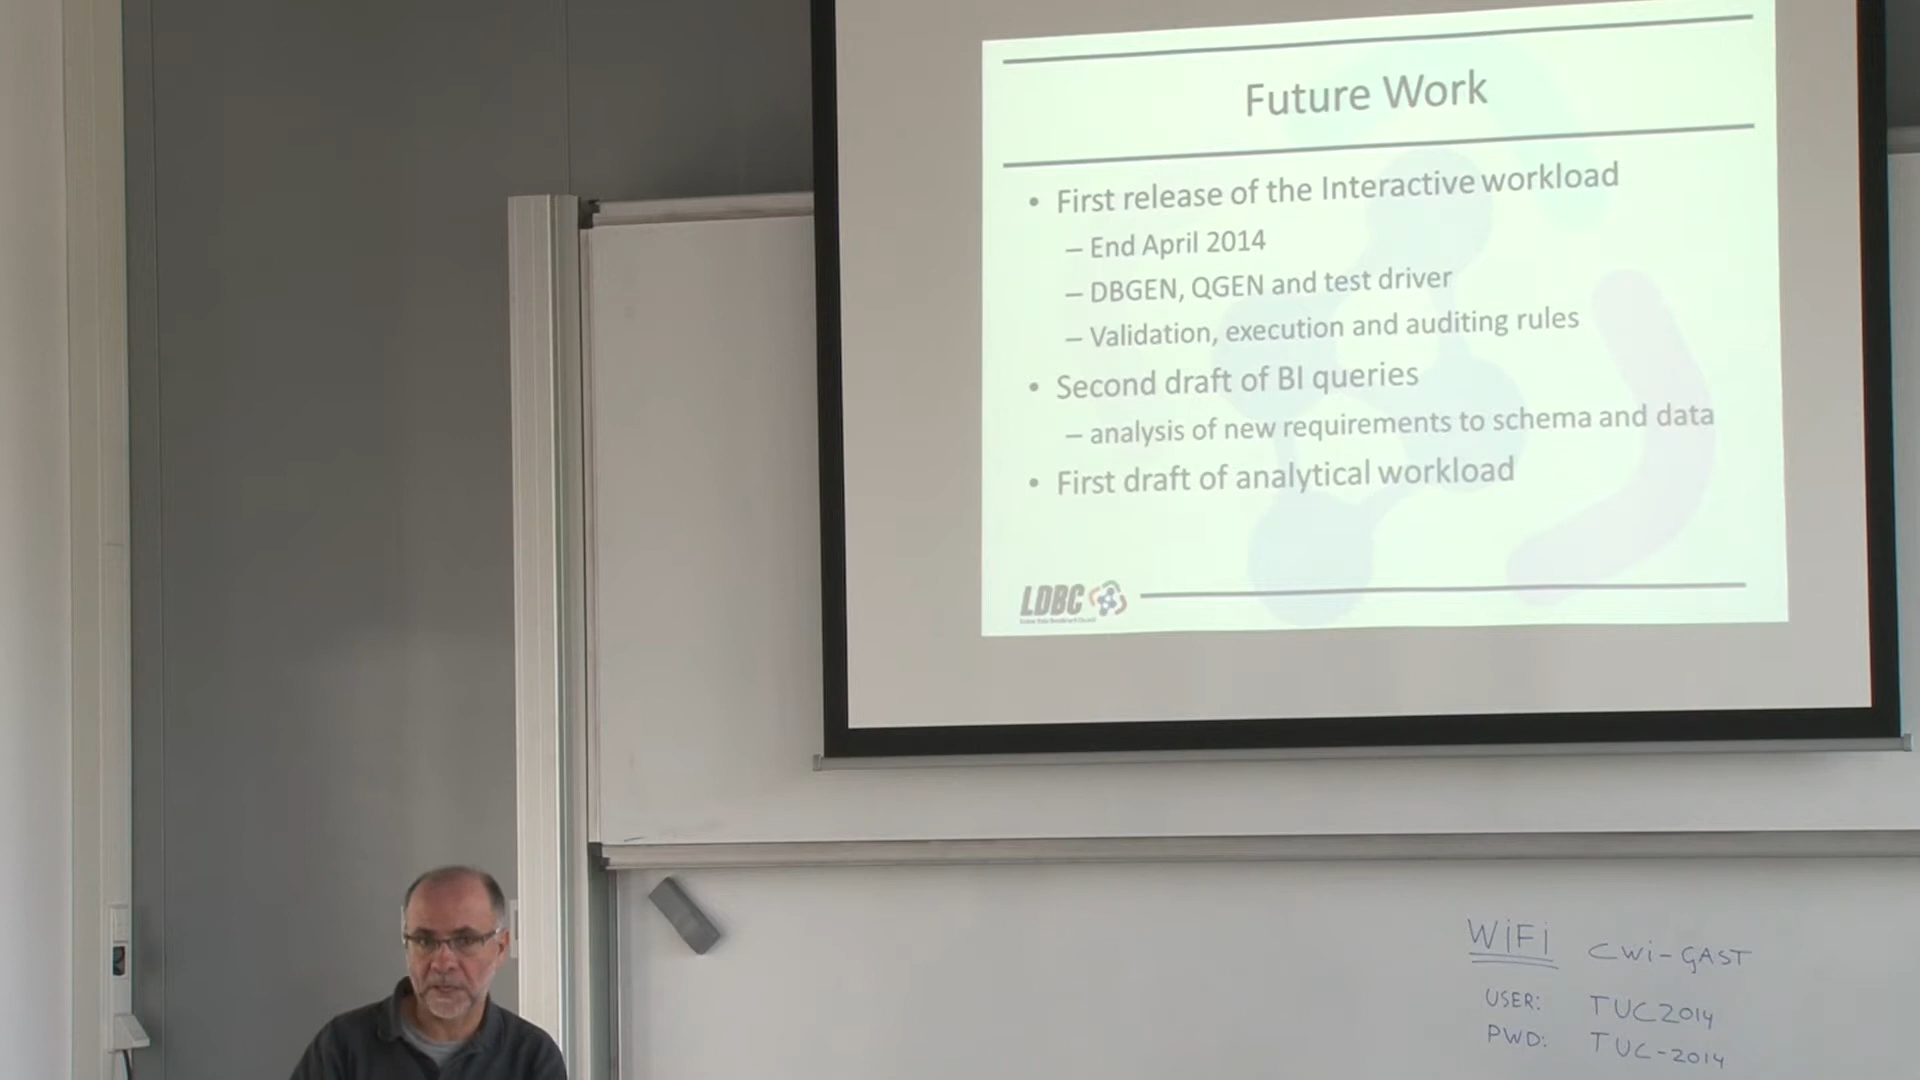 Future Work
• First release of the Interactive workload
– End April 2014
– DBGEN, QGEN and test driver
– Validation, execution and auditing rules
• Second draft of BI queries
– analysis of new requirements to schema and data
• First draft of analytical workload
LDBC
WiFi CWi-GAST
USER: TUC2014
PWD: TUC-2014